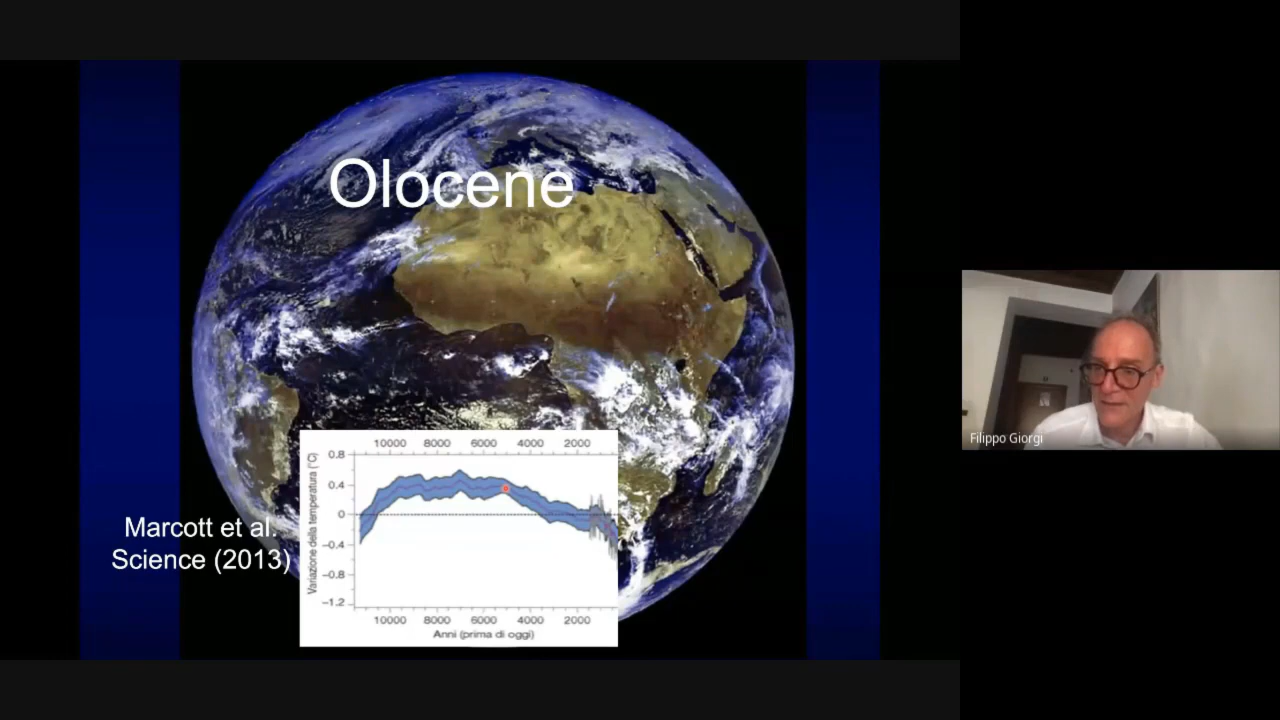 Olocene
Marcott et al.
Science (2013)
10000 8000 6000 4000 2000
0.8
0.4
0
−0.4
−0.8
−1.2
Variazione della temperatura (°C)
10000 8000 6000 4000 2000
Anni (prima di oggi)
Filippo Giorgi